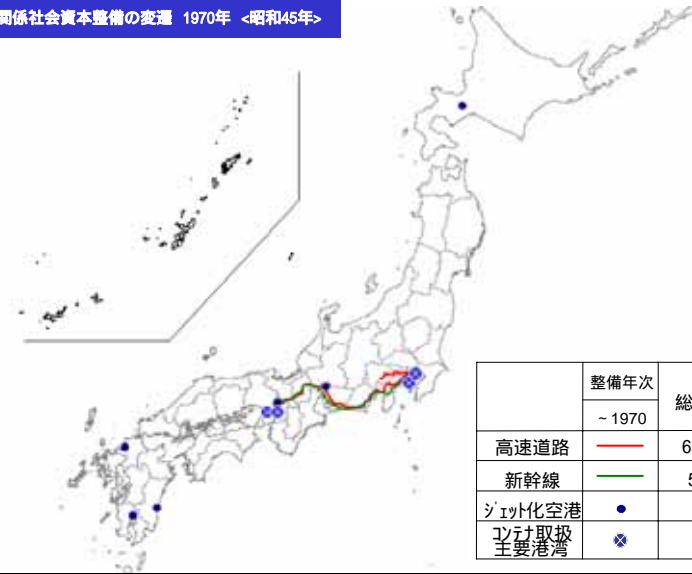 関係社会資本整備の変遷 1970年 <昭和45年>
整備年次
総
~1970
高速道路
6
新幹線
5
ジェット化空港
コンテナ取扱
主要港湾